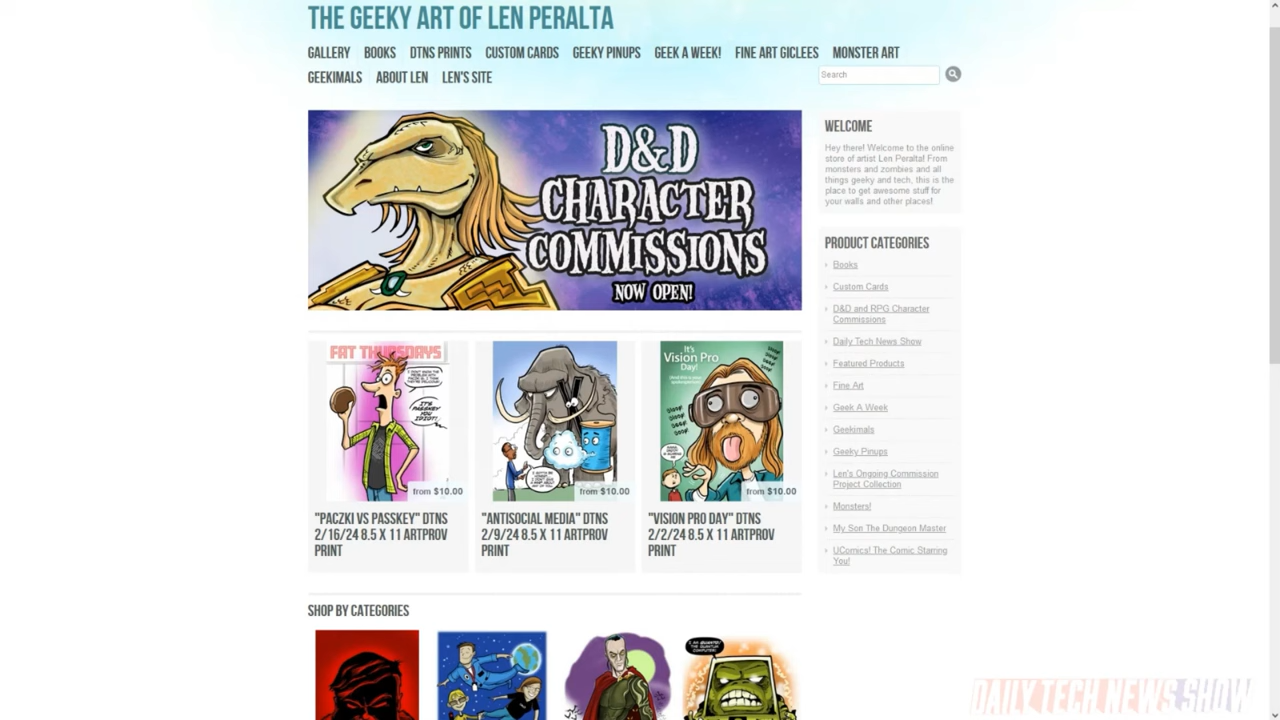 THE GEEKY ART OF LEN PERALTA
GALLERY BOOKS DTNS PRINTS CUSTOM CARDS GEEKY PINUPS GEEK A WEEK! FINE ART GICLEES MONSTER ART
GEEKIMALS ABOUT LEN LEN'S SITE
Search
D&D
CHARACTER
COMMISSIONS
NOW OPEN!
WELCOME
Hey there! Welcome to the online
store of artist Len Peralta! From
monsters and zombies and all
things geeky and tech, this is the
place to get awesome stuff for
your walls and other places!
PRODUCT CATEGORIES
Books
Custom Cards
D&D and RPG Character
Commissions
Daily Tech News Show
Featured Products
Fine Art
Geek A Week
Geekimals
Geeky Pinups
Len's Ongoing Commission
Project Collection
Monsters!
My Son The Dungeon Master
UComics! The Comic Starring
You!
FAT THURSDAYS
IT'S
PASSKEY
YOU
IDIOT!
from $10.00
"PACZKI VS PASSKEY" DTNS
2/16/24 8.5 X 11 ARTPROV
PRINT
from $10.00
"ANTISOCIAL MEDIA" DTNS
2/9/24 8.5 X 11 ARTPROV
PRINT
It's
Vision Pro
Day!
from $10.00
"VISION PRO DAY" DTNS
2/2/24 8.5 X 11 ARTPROV
PRINT
SHOP BY CATEGORIES
DAILY TECH NEWS SHOW